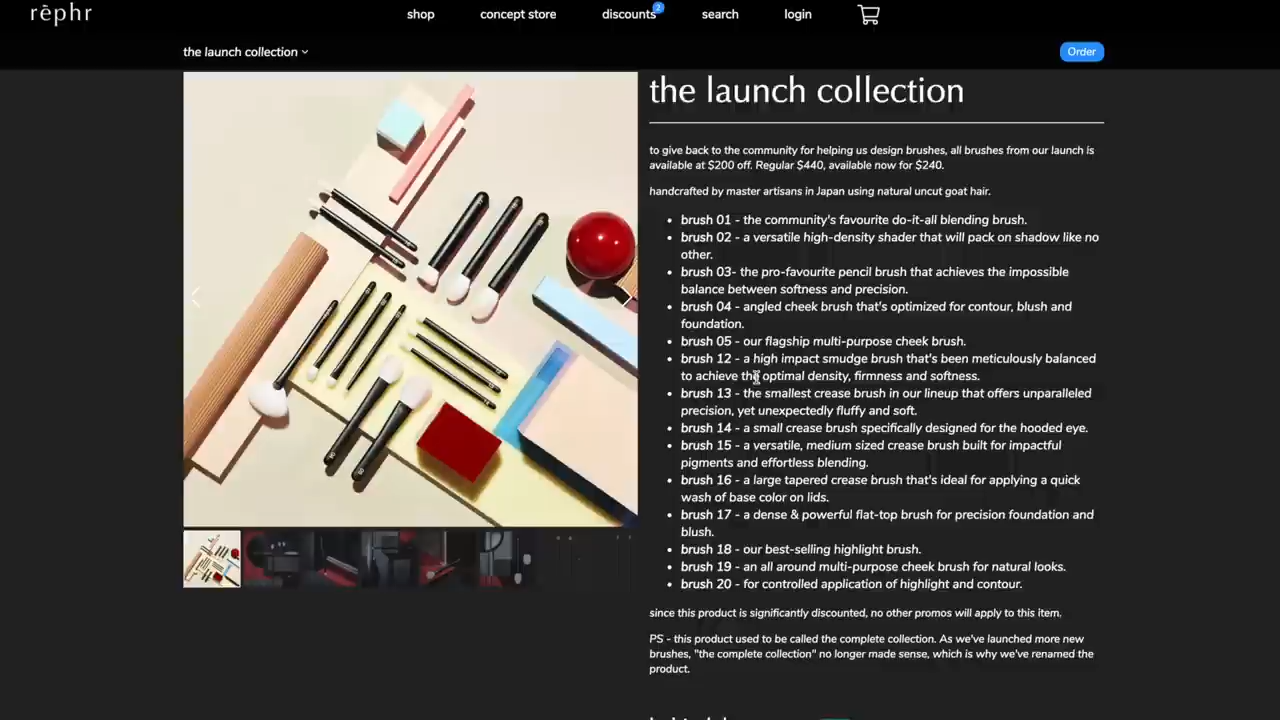 rēphr
shop
concept store
discounts
2
search
login
the launch collection
Order
the launch collection
to give back to the community for helping us design brushes, all brushes from our launch is
available at $200 off. Regular $440, available now for $240.
handcrafted by master artisans in Japan using natural uncut goat hair.
brush 01 - the community's favourite do-it-all blending brush.
brush 02 - a versatile high-density shader that will pack on shadow like no
other.
brush 03- the pro-favourite pencil brush that achieves the impossible
balance between softness and precision.
brush 04 - angled cheek brush that's optimized for contour, blush and
foundation.
brush 05 - our flagship multi-purpose cheek brush.
brush 12 - a high impact smudge brush that's been meticulously balanced
to achieve the optimal density, firmness and softness.
brush 13 - the smallest crease brush in our lineup that offers unparalleled
precision, yet unexpectedly fluffy and soft.
brush 14 - a small crease brush specifically designed for the hooded eye.
brush 15 - a versatile, medium sized crease brush built for impactful
pigments and effortless blending.
brush 16 - a large tapered crease brush that's ideal for applying a quick
wash of base color on lids.
brush 17 - a dense & powerful flat-top brush for precision foundation and
blush.
brush 18 - our best-selling highlight brush.
brush 19 - an all around multi-purpose cheek brush for natural looks.
brush 20 - for controlled application of highlight and contour.
since this product is significantly discounted, no other promos will apply to this item.
PS - this product used to be called the complete collection. As we've launched more new
brushes, "the complete collection" no longer made sense, which is why we've renamed the
product.